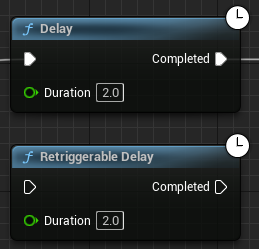 Delay
Completed
Duration 2.0
Retriggerable Delay
Completed
Duration 2.0